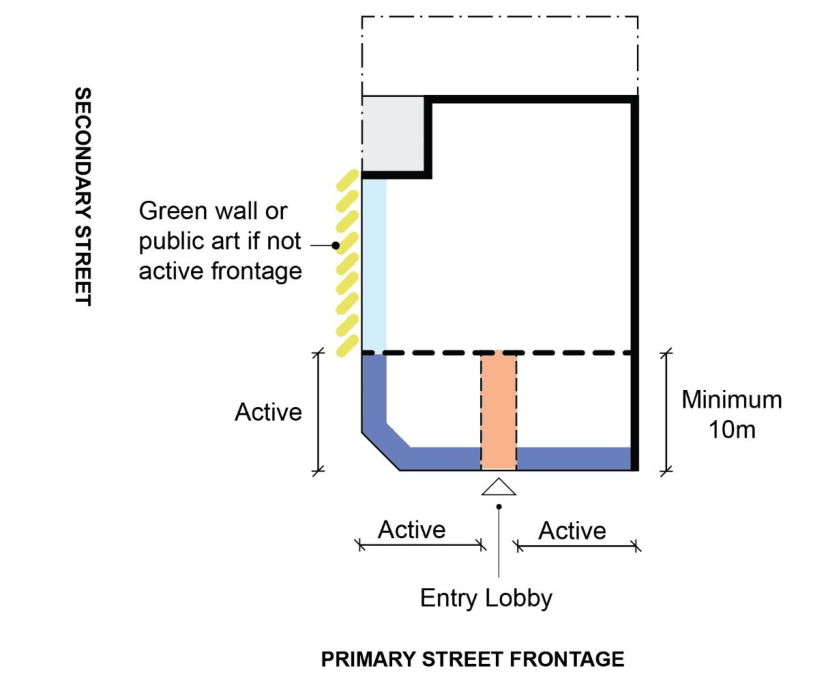 SECONDARY STREET
Green wall or
public art if not
active frontage
Active
Minimum
10m
Active
Active
Entry Lobby
PRIMARY STREET FRONTAGE